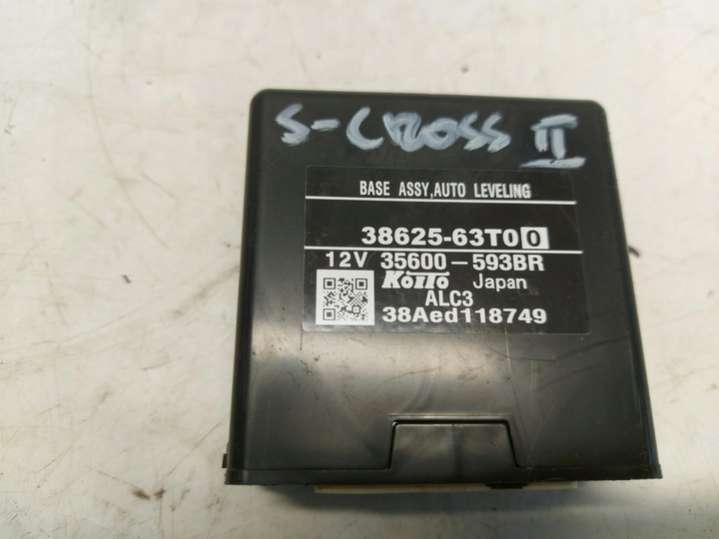 S-CROSS II
BASE ASSY,AUTO LEVELING
38625-63T00
12V 35600-593BR
KOITO Japan
ALC3
38Aed118749